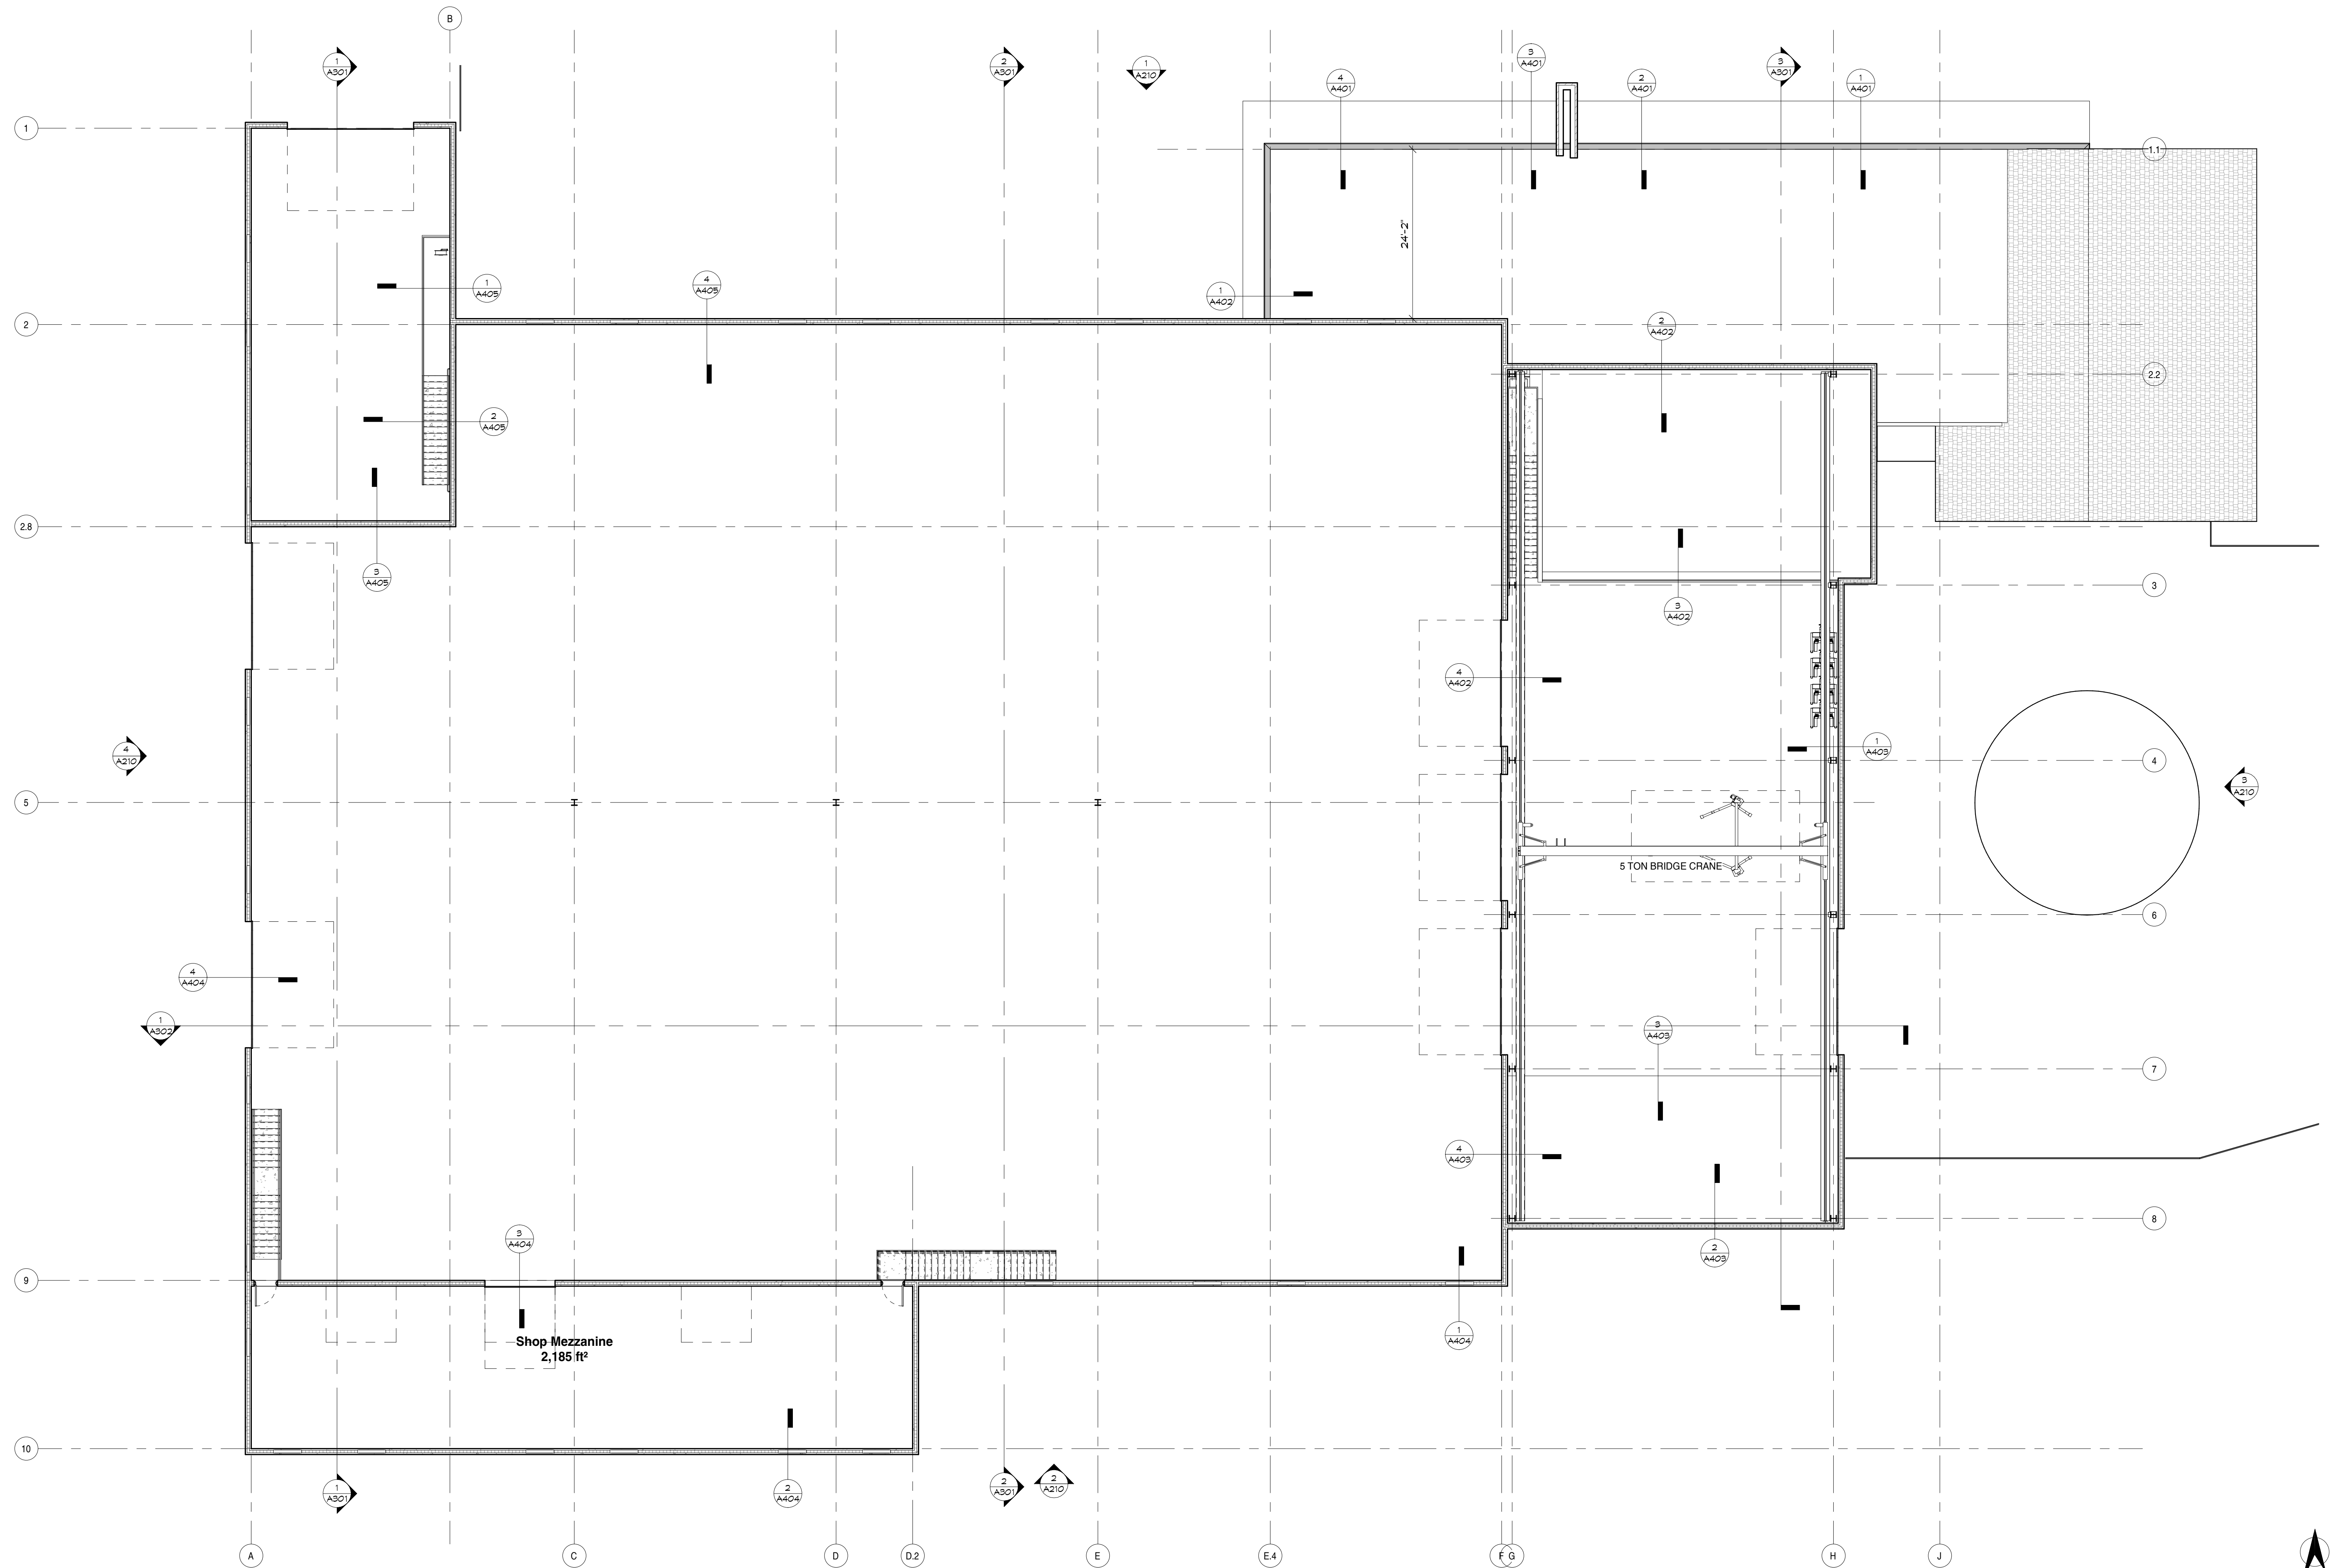 B
1
A301
2
A301
1
A210
4
A401
3
A401
2
A401
3
A301
1
A401
1
1.1
24'-2"
1
A405
4
A405
1
A402
2
2
A402
2.2
2
A405
2.8
3
A405
3
A402
3
4
A402
1
A403
4
A210
4
3
A210
5
5 TON BRIDGE CRANE
6
4
A404
1
A302
3
A403
7
4
A403
8
3
A404
2
A403
9
1
A404
Shop Mezzanine
2,185 ft²
10
1
A301
2
A404
2
A301
2
A210
A
C
D
D.2
E
E.4
F
G
H
J